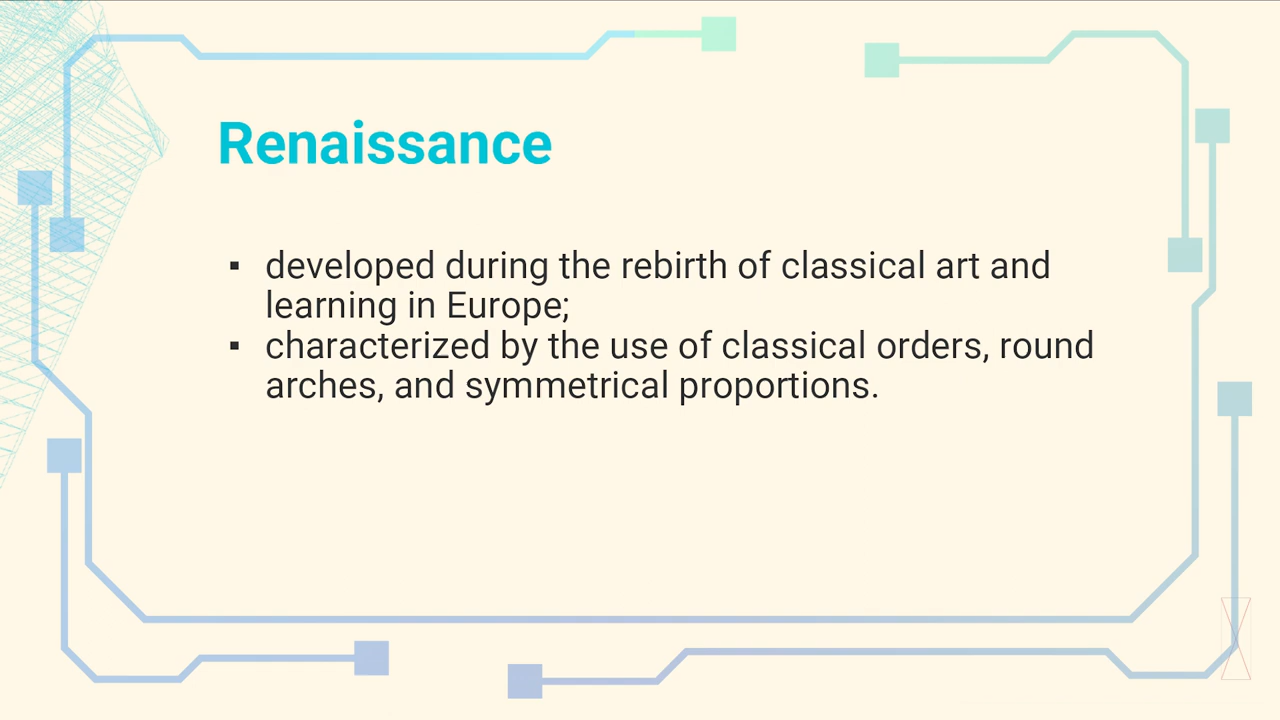 Renaissance
▪ developed during the rebirth of classical art and
learning in Europe;
▪ characterized by the use of classical orders, round
arches, and symmetrical proportions.